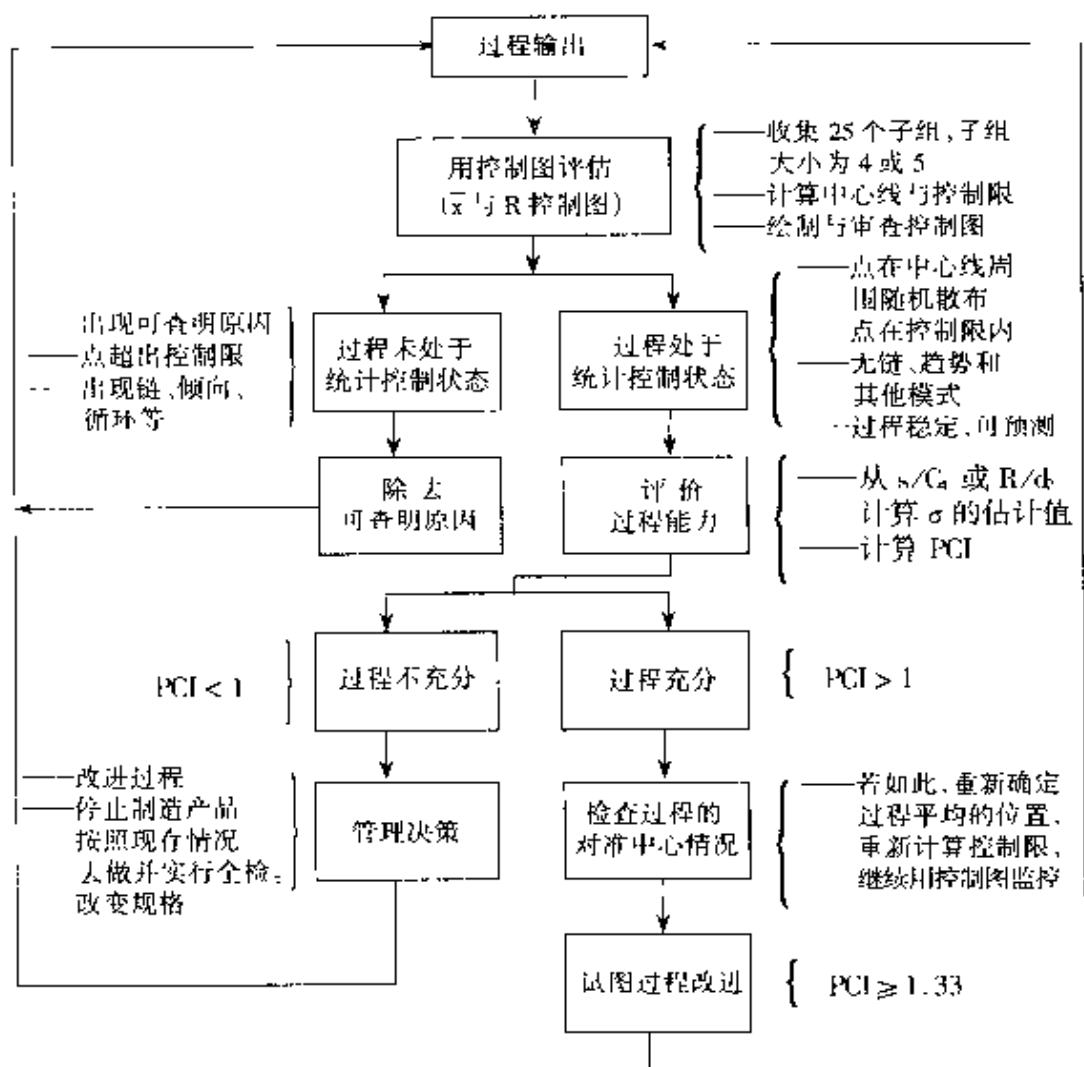 过程输出
用控制图评估
(x̄ 与 R 控制图)
——收集 25 个子组,子组
大小为 4 或 5
——计算中心线与控制限
——绘制与审查控制图
出现可查明原因
——点超出控制限
——出现链、倾向、
循环等
过程未处于
统计控制状态
过程处于
统计控制状态
——点在中心线周
围随机散布
点在控制限内
——无链、趋势和
其他模式
——过程稳定、可预测
除去
可查明原因
评价
过程能力
——从 s/C₄ 或 R/d₂
计算 σ 的估计值
——计算 PCI
PCI < 1
过程不充分
过程充分
PCI > 1
——改进过程
——停止制造产品
按照现存情况
去做并实行全检。
改变规格
管理决策
检查过程的
对准中心情况
——若如此、重新确定
过程平均的位置、
重新计算控制限、
继续用控制图监控
试图过程改进
PCI ≥ 1.33